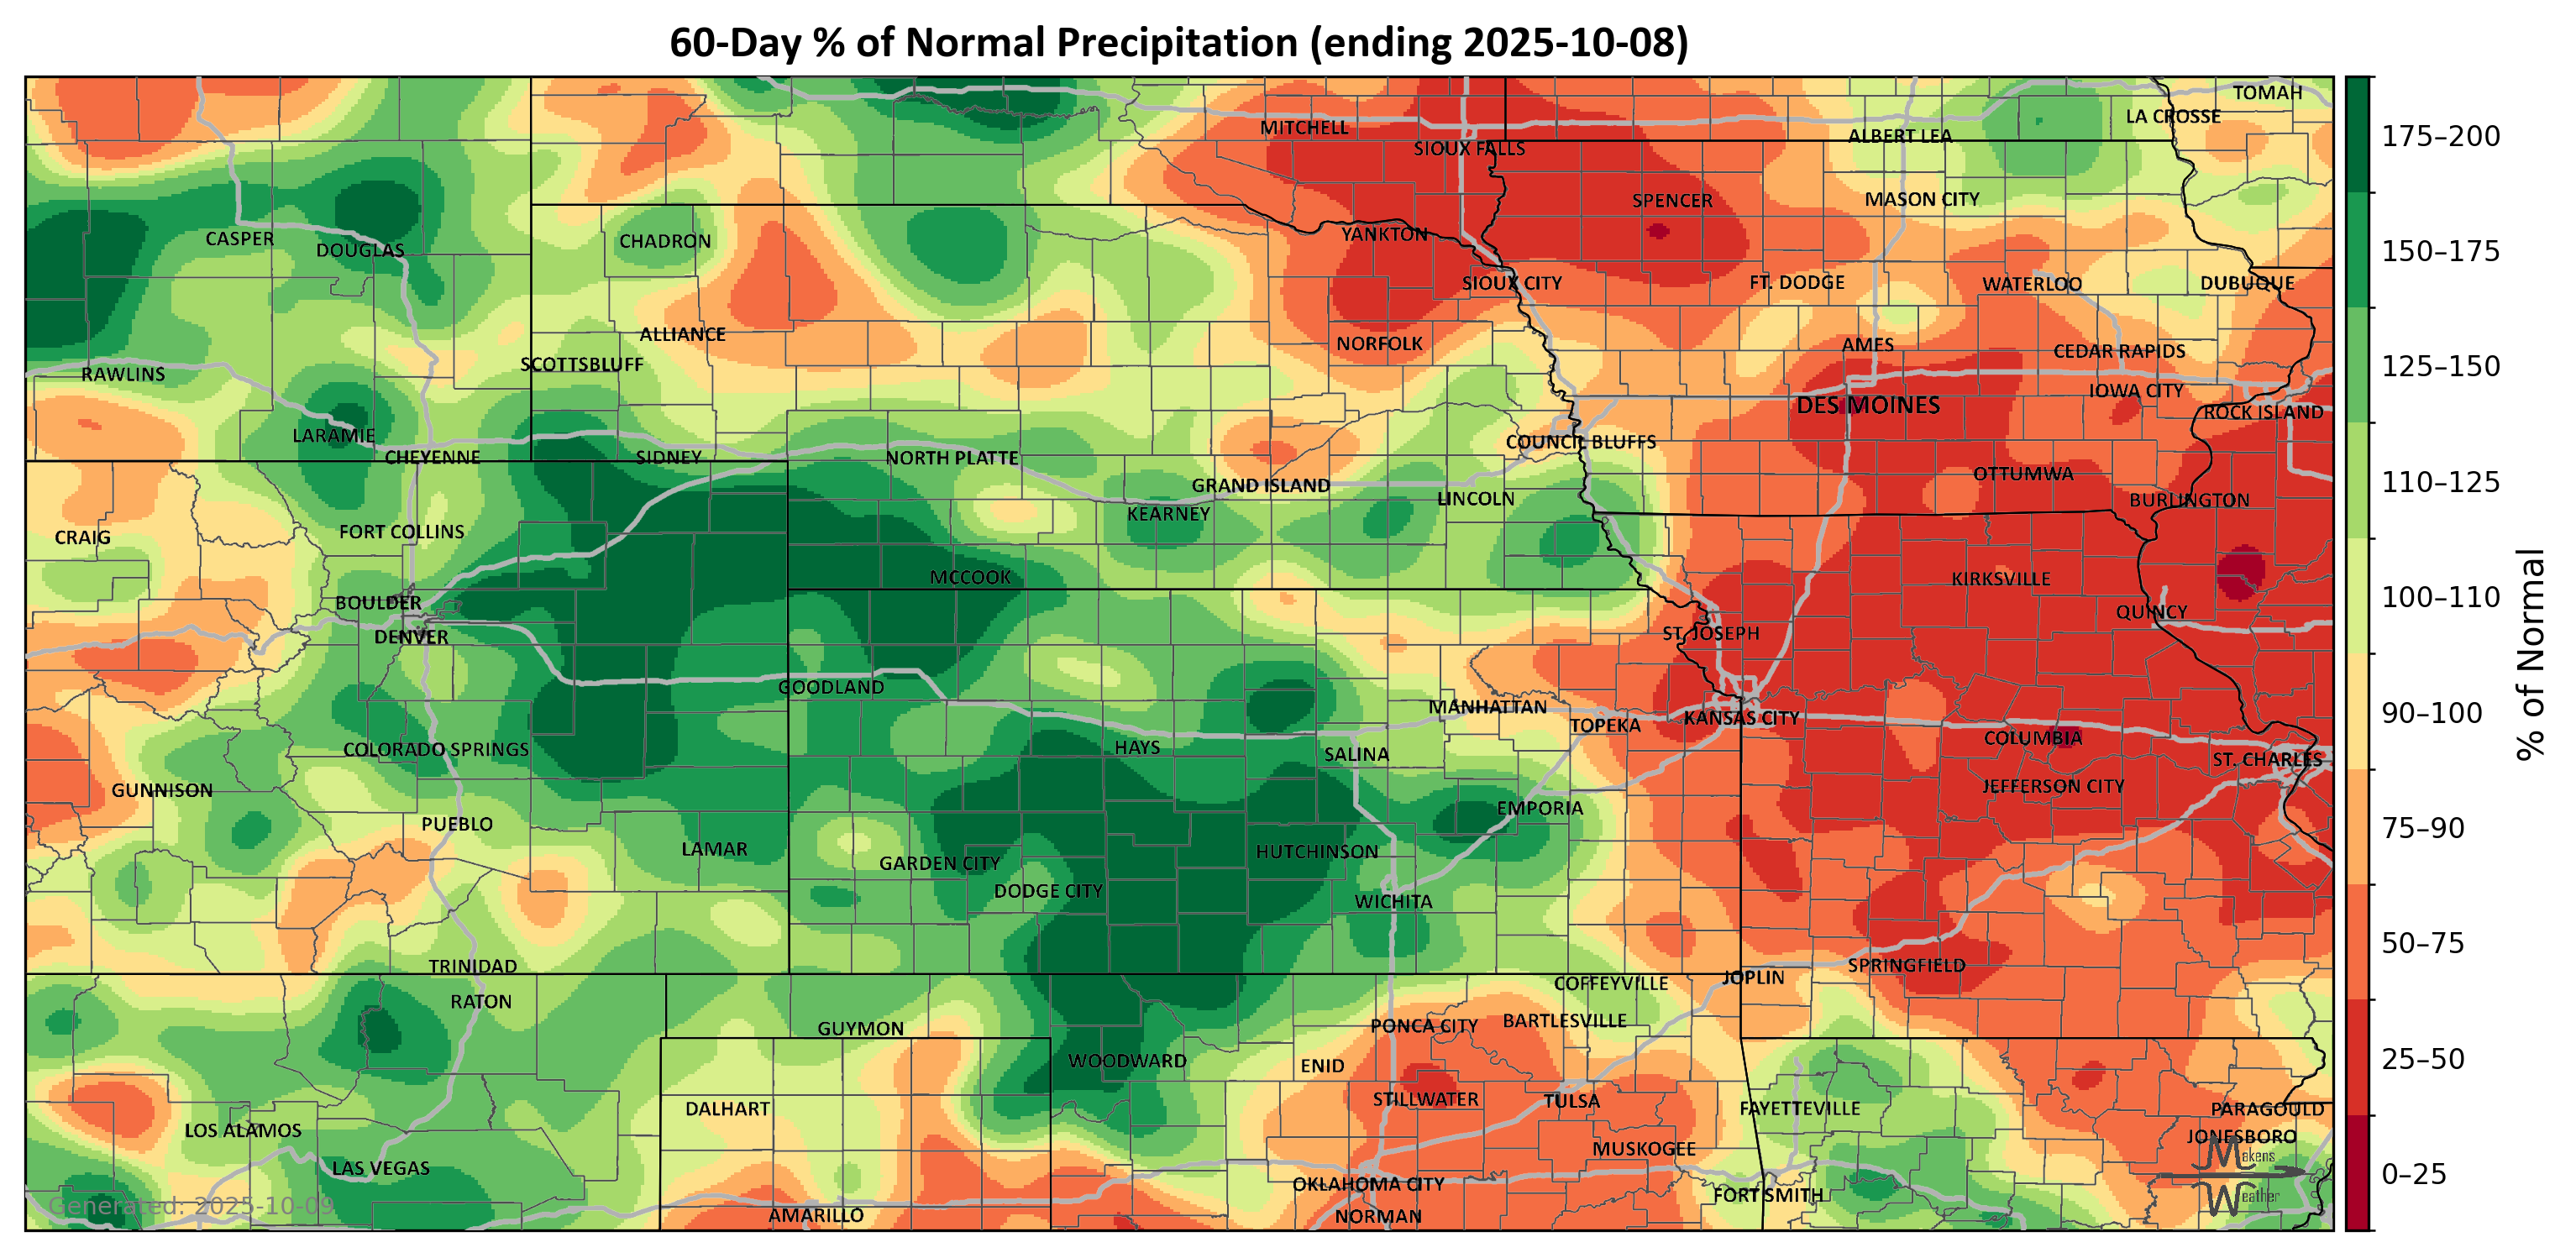 60-Day % of Normal Precipitation (ending 2025-10-08)
TOMAH
LA CROSSE
MITCHELL
ALBERT LEA
SIOUX FALLS
SPENCER
MASON CITY
CASPER
DOUGLAS
CHADRON
YANKTON
SIOUX CITY
FT. DODGE
WATERLOO
DUBUQUE
ALLIANCE
NORFOLK
AMES
CEDAR RAPIDS
SCOTTSBLUFF
RAWLINS
IOWA CITY
DES MOINES
ROCK ISLAND
LARAMIE
COUNCIL BLUFFS
CHEYENNE
SIDNEY
NORTH PLATTE
OTTUMWA
GRAND ISLAND
LINCOLN
BURLINGTON
KEARNEY
CRAIG
FORT COLLINS
MCCOOK
KIRKSVILLE
BOULDER
QUINCY
DENVER
ST. JOSEPH
GOODLAND
MANHATTAN
TOPEKA
KANSAS CITY
COLUMBIA
COLORADO SPRINGS
HAYS
SALINA
ST. CHARLES
GUNNISON
JEFFERSON CITY
EMPORIA
PUEBLO
LAMAR
HUTCHINSON
GARDEN CITY
DODGE CITY
WICHITA
TRINIDAD
SPRINGFIELD
JOPLIN
COFFEYVILLE
RATON
GUYMON
PONCA CITY
BARTLESVILLE
WOODWARD
ENID
STILLWATER
TULSA
DALHART
FAYETTEVILLE
PARAGOULD
LOS ALAMOS
JONESBORO
MUSKOGEE
LAS VEGAS
OKLAHOMA CITY
FORT SMITH
AMARILLO
NORMAN
Generated: 2025-10-09
Makens
Weather
175–200
150–175
125–150
110–125
100–110
90–100
75–90
50–75
25–50
0–25
% of Normal